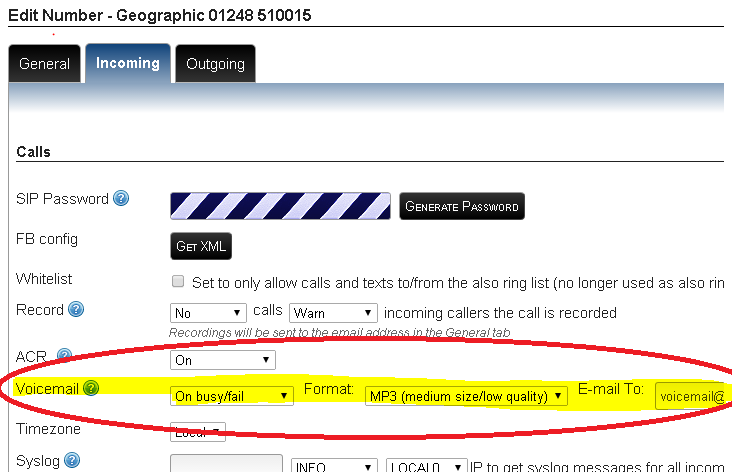 Edit Number - Geographic 01248 510015
General Incoming Outgoing
Calls
SIP Password ? GENERATE PASSWORD
FB config GET XML
Whitelist Set to only allow calls and texts to/from the also ring list (no longer used as also rin
Record ? No calls Warn incoming callers the call is recorded
Recordings will be sent to the email address in the General tab
ACR ? On
Voicemail ? On busy/fail Format: MP3 (medium size/low quality) E-mail To: voicemail@
Timezone Local
Syslog ? INFO LOCAL0 IP to get syslog messages for all incom